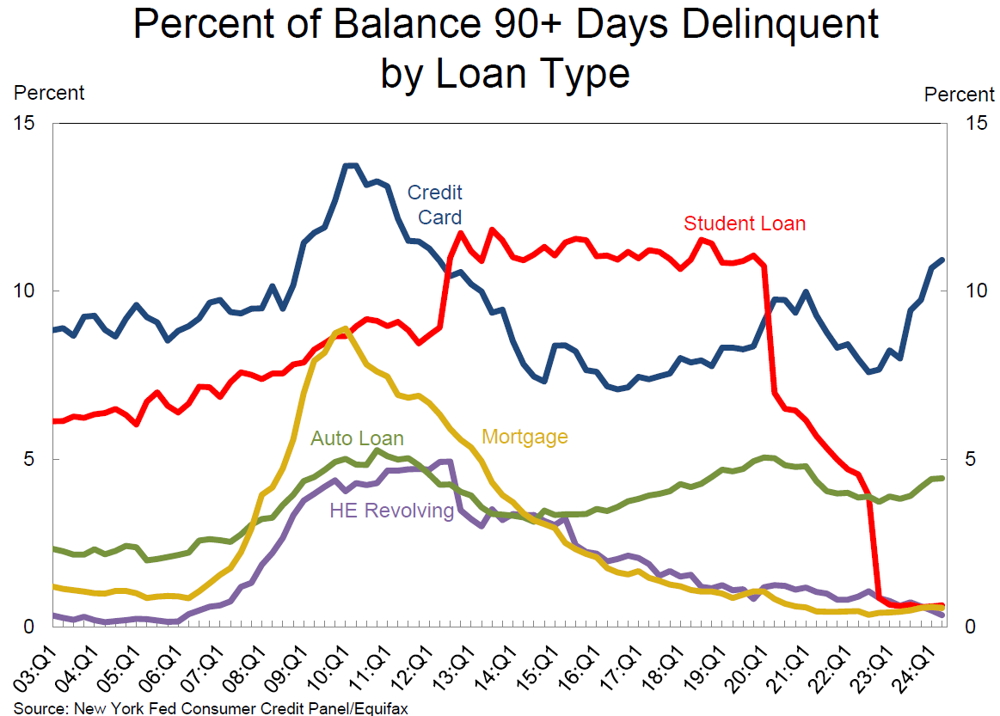 Percent of Balance 90+ Days Delinquent
by Loan Type
Percent
Percent
15
15
Credit
Card
Student Loan
10
10
Auto Loan
Mortgage
5
5
HE Revolving
0
0
03:Q1
04:Q1
05:Q1
06:Q1
07:Q1
08:Q1
09:Q1
10:Q1
11:Q1
12:Q1
13:Q1
14:Q1
15:Q1
16:Q1
17:Q1
18:Q1
19:Q1
20:Q1
21:Q1
22:Q1
23:Q1
24:Q1
Source: New York Fed Consumer Credit Panel/Equifax